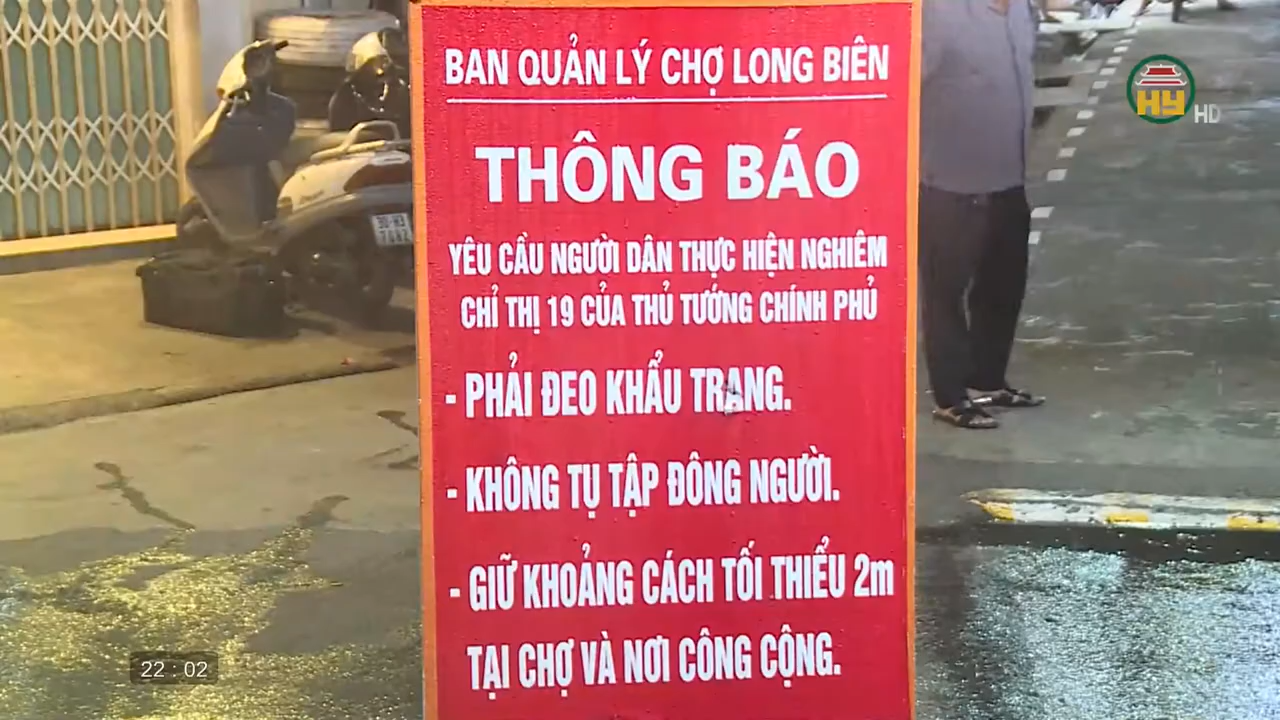 BAN QUẢN LÝ CHỢ LONG BIÊN
THÔNG BÁO
YÊU CẦU NGƯỜI DÂN THỰC HIỆN NGHIÊM
CHỈ THỊ 19 CỦA THỦ TƯỚNG CHÍNH PHỦ
- PHẢI ĐEO KHẨU TRANG.
- KHÔNG TỤ TẬP ĐÔNG NGƯỜI.
- GIỮ KHOẢNG CÁCH TỐI THIỂU 2m
TẠI CHỢ VÀ NƠI CÔNG CỘNG.
HY HD
22 : 02